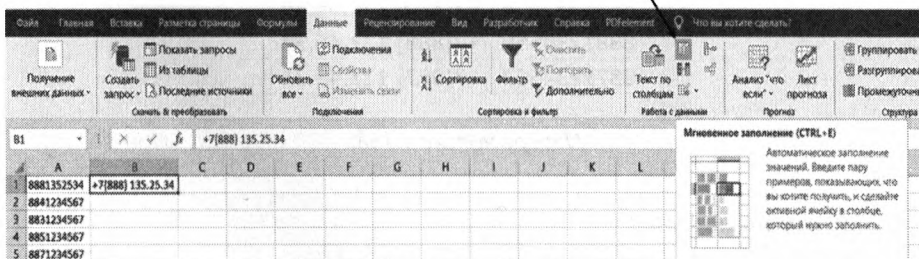 Файл Главная Вставка Разметка страницы Формулы Данные Рецензирование Вид Разработчик Справка PDFelement Что вы хотите сделать?
Получение внешних данных
Создать запрос
Показать запросы
Из таблицы
Последние источники
Скачать & преобразовать
Обновить все
Подключения
Свойства
Изменить связи
Подключения
Сортировка
Фильтр
Очистить
Повторить
Дополнительно
Сортировка и фильтр
Текст по столбцам
Работа с данными
Анализ "что если"
Лист прогноза
Прогноз
Группировать
Разгруппиров
Промежуточн
Структура
B1 fx +7[888] 135.25.34
A B C D E F G H I J K L
1 8881352534 +7[888] 135.25.34
2 8841234567
3 8831234567
4 8851234567
5 8871234567
Мгновенное заполнение (CTRL+E)
Автоматическое заполнение
значений. Введите пару
примеров, показывающих, что
вы хотите получить, и сделайте
активной ячейку в столбце,
который нужно заполнить.